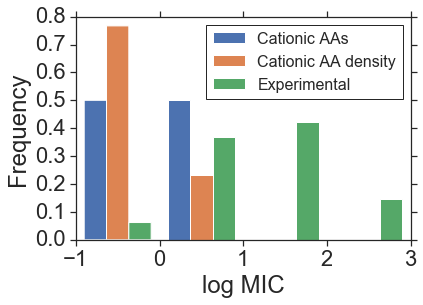 0.8
0.7
0.6
0.5
0.4
0.3
0.2
0.1
0.0
Frequency
Cationic AAs
Cationic AA density
Experimental
−1 0 1 2 3
log MIC